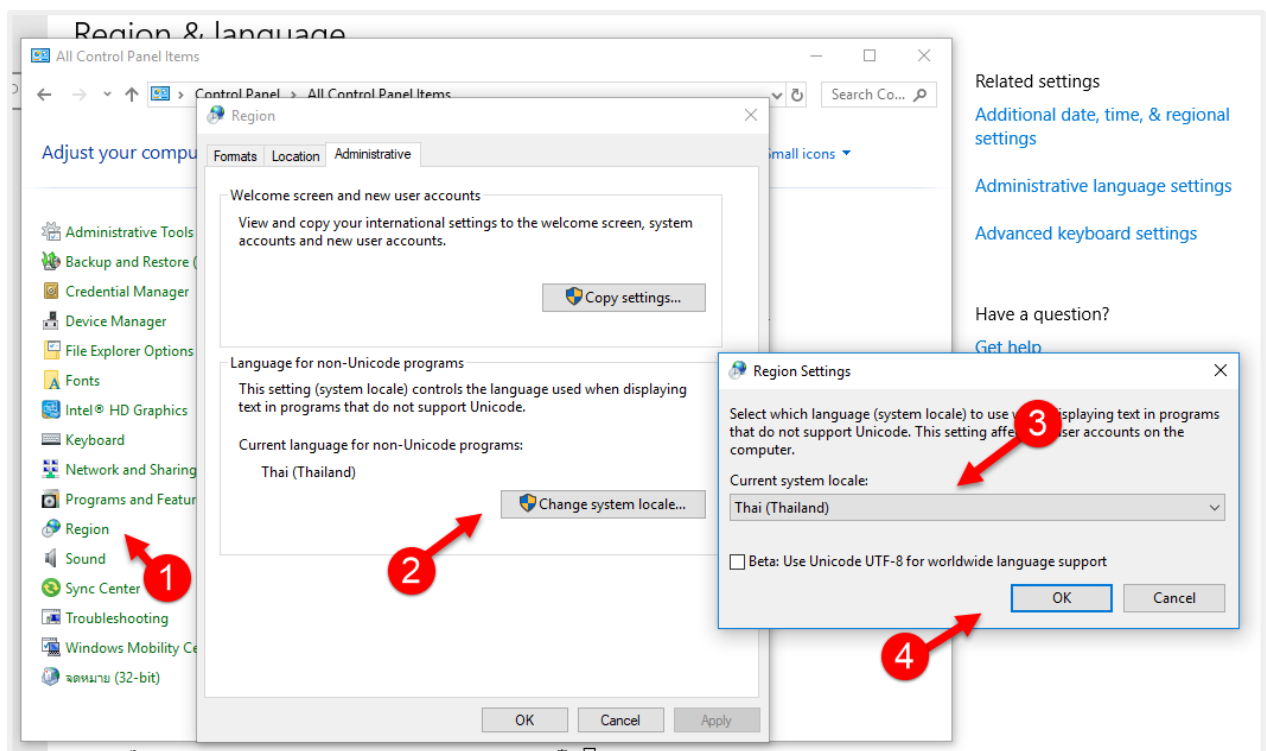 Region & language
All Control Panel Items
Control Panel > All Control Panel Items
Search Co...
Region
Adjust your compu
Small icons
Formats
Location
Administrative
Welcome screen and new user accounts
View and copy your international settings to the welcome screen, system
accounts and new user accounts.
Copy settings...
Language for non-Unicode programs
This setting (system locale) controls the language used when displaying
text in programs that do not support Unicode.
Current language for non-Unicode programs:
Thai (Thailand)
Change system locale...
2
OK
Cancel
Apply
Administrative Tools
Backup and Restore (
Credential Manager
Device Manager
File Explorer Options
Fonts
Intel® HD Graphics
Keyboard
Network and Sharing
Programs and Featur
Region
Sound
1
Sync Center
Troubleshooting
Windows Mobility Ce
จดหมาย (32-bit)
Related settings
Additional date, time, & regional
settings
Administrative language settings
Advanced keyboard settings
Have a question?
Get help
Region Settings
Select which language (system locale) to use displaying text in programs
that do not support Unicode. This setting affe user accounts on the
computer.
3
Current system locale:
Thai (Thailand)
Beta: Use Unicode UTF-8 for worldwide language support
OK
Cancel
4